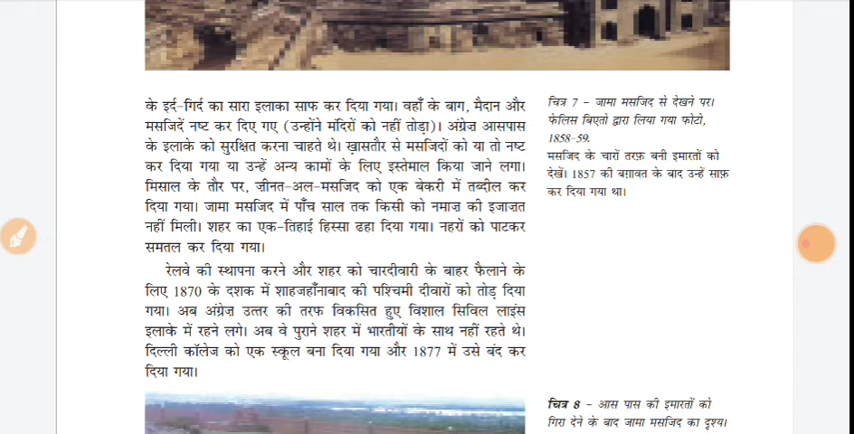 के इर्द-गिर्द का सारा इलाका साफ कर दिया गया। वहाँ के बाग, मैदान और
मसजिदें नष्ट कर दिए गए (उन्होंने मंदिरों को नहीं तोड़ा)। अंग्रेज़ आसपास
के इलाके को सुरक्षित करना चाहते थे। ख़ासतौर से मसजिदों को या तो नष्ट
कर दिया गया या उन्हें अन्य कामों के लिए इस्तेमाल किया जाने लगा।
मिसाल के तौर पर, ज़ीनत-अल-मसजिद को एक बेकरी में तब्दील कर
दिया गया। जामा मसजिद में पाँच साल तक किसी को नमाज़ की इजाज़त
नहीं मिली। शहर का एक-तिहाई हिस्सा ढहा दिया गया। नहरों को पाटकर
समतल कर दिया गया।
रेलवे की स्थापना करने और शहर को चारदीवारी के बाहर फैलाने के
लिए 1870 के दशक में शाहजहाँनाबाद की पश्चिमी दीवारों को तोड़ दिया
गया। अब अंग्रेज़ उत्तर की तरफ विकसित हुए विशाल सिविल लाइंस
इलाके में रहने लगे। अब वे पुराने शहर में भारतीयों के साथ नहीं रहते थे।
दिल्ली कॉलेज को एक स्कूल बना दिया गया और 1877 में उसे बंद कर
दिया गया।
चित्र 7 – जामा मसजिद से देखने पर।
फेलिस बिएतो द्वारा लिया गया फोटो,
1858-59.
मसजिद के चारों तरफ़ बनी इमारतों को
देखें। 1857 की बग़ावत के बाद उन्हें साफ़
कर दिया गया था।
चित्र 8 – आस पास की इमारतों को
गिरा देने के बाद जामा मसजिद का दृश्य।